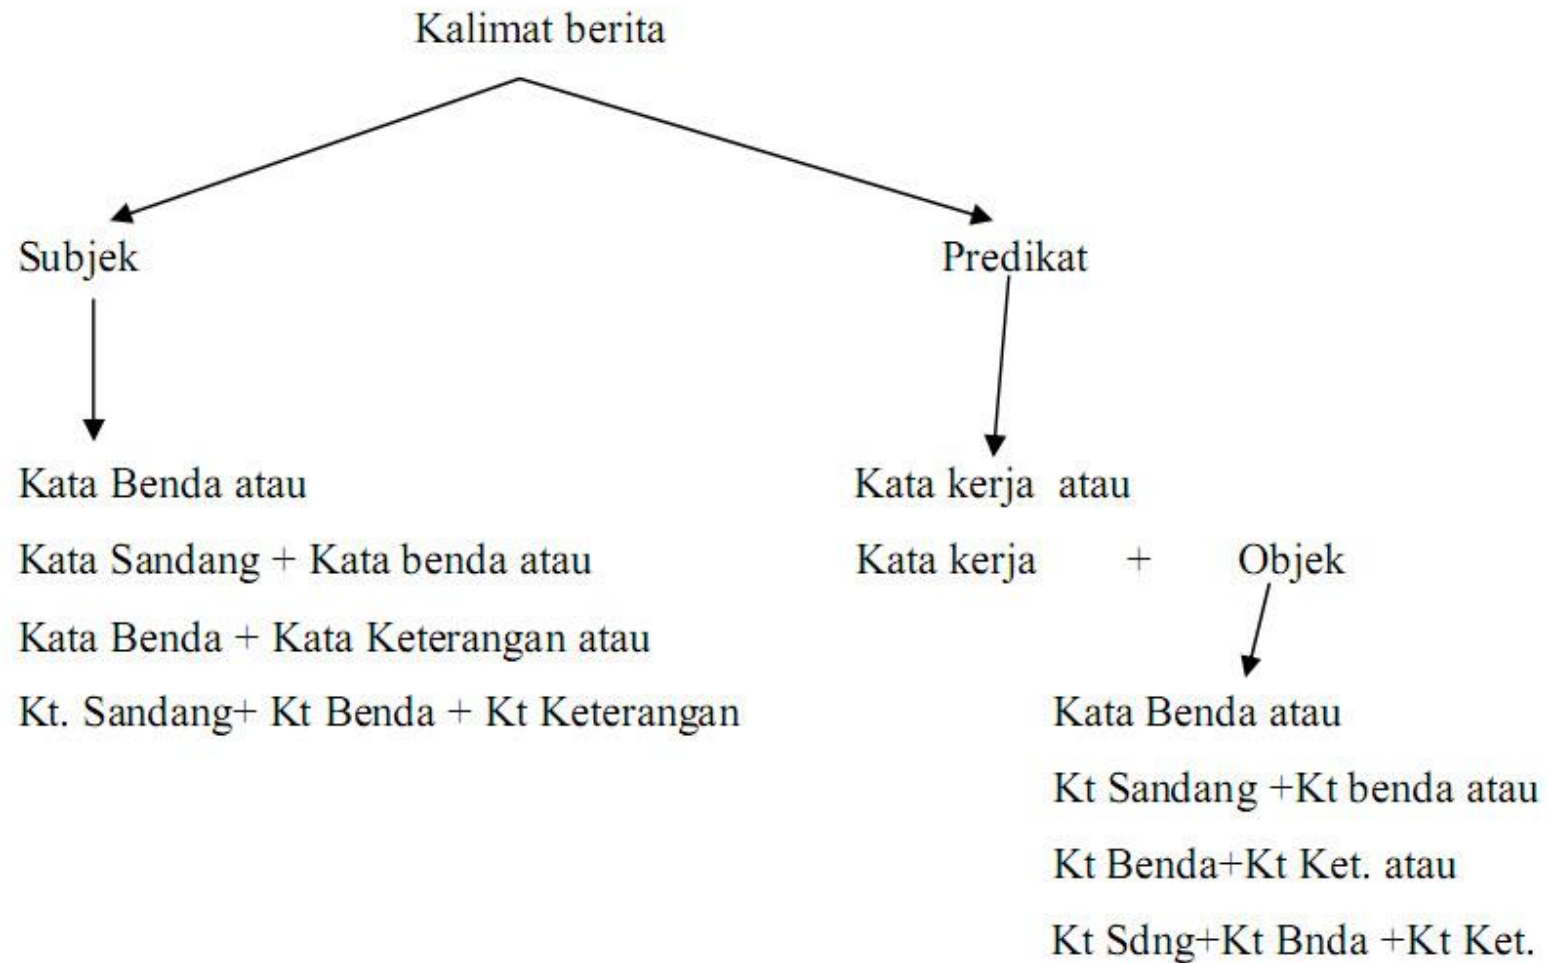 Kalimat berita
Subjek
Predikat
Kata Benda atau
Kata Sandang + Kata benda atau
Kata Benda + Kata Keterangan atau
Kt. Sandang+ Kt Benda + Kt Keterangan
Kata kerja atau
Kata kerja + Objek
Kata Benda atau
Kt Sandang +Kt benda atau
Kt Benda+Kt Ket. atau
Kt Sdng+Kt Bnda +Kt Ket.